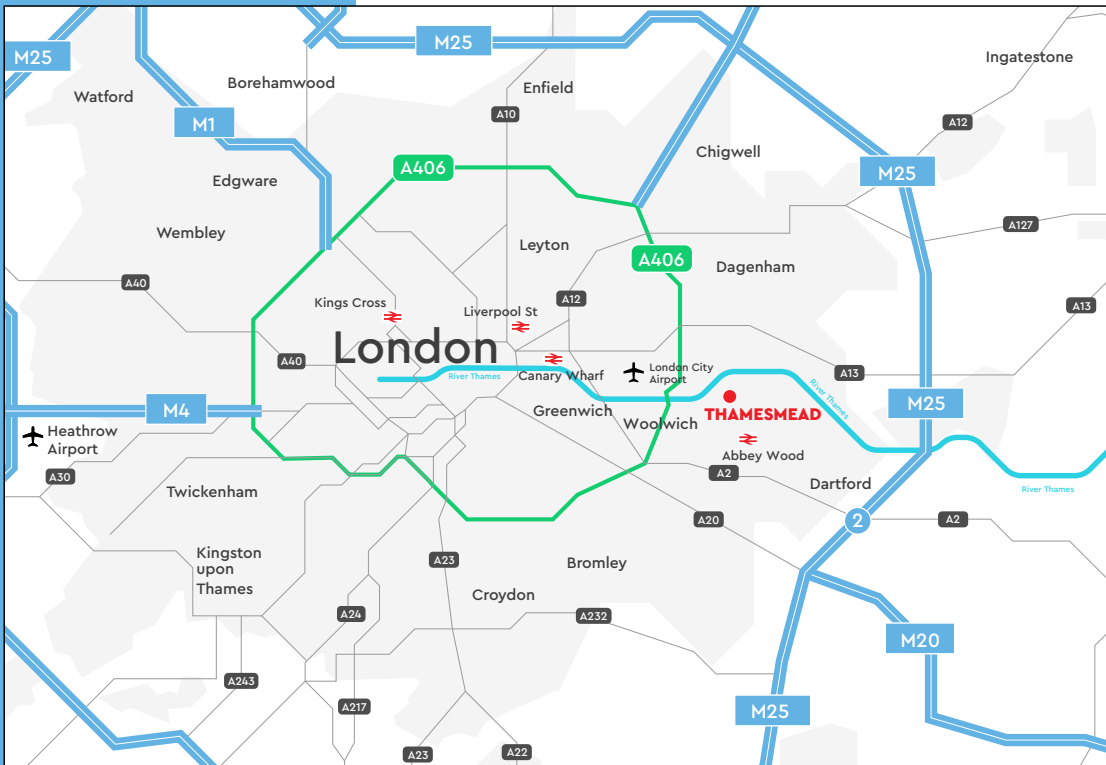 M25
M25
Ingatestone
Borehamwood
Watford
Enfield
A10
M1
A12
Chigwell
A406
M25
Edgware
A127
Wembley
Leyton
A406
Dagenham
A40
A12
Kings Cross
Liverpool St
A13
London
A40
River Thames
Canary Wharf
London City
Airport
A13
River Thames
M4
Greenwich
THAMESMEAD
M25
Woolwich
Heathrow
Airport
Abbey Wood
A30
A2
Dartford
Twickenham
River Thames
A20
2
A2
Kingston
upon
Thames
A23
Bromley
Croydon
A24
A232
M20
A243
A217
M25
A23
A22